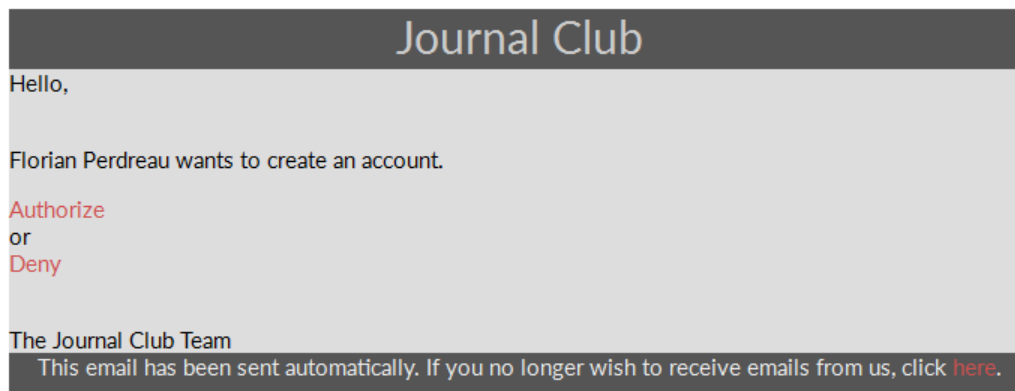 Journal Club
Hello,
Florian Perdreau wants to create an account.
Authorize
or
Deny
The Journal Club Team
This email has been sent automatically. If you no longer wish to receive emails from us, click here.